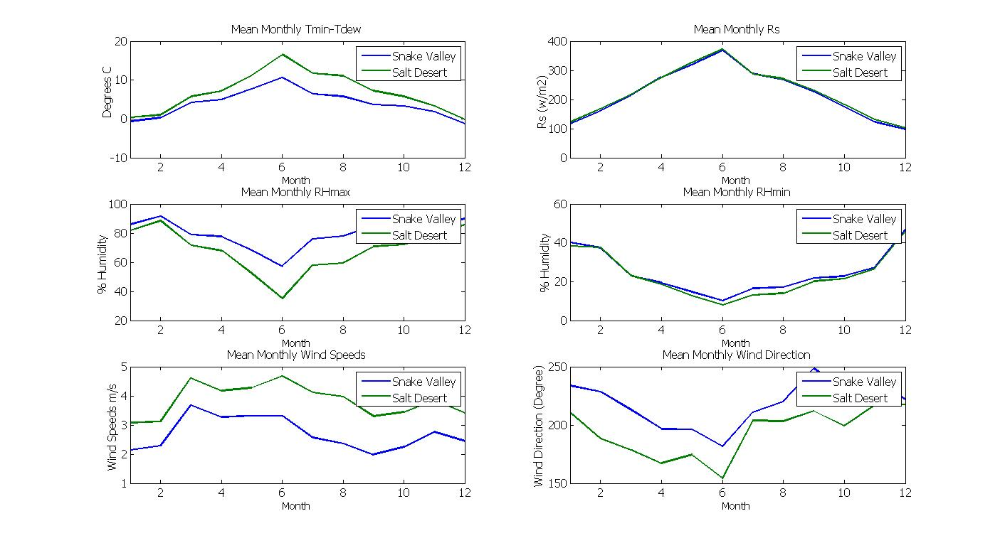 Mean Monthly Tmin-Tdew
20
10
0
-10
Degrees C
Snake Valley
Salt Desert
2 4 6 8 10 12
Month
Mean Monthly Rs
400
300
200
100
0
Rs (w/m2)
Snake Valley
Salt Desert
2 4 6 8 10 12
Month
Mean Monthly RHmax
100
80
60
40
20
% Humidity
Snake Valley
Salt Desert
2 4 6 8 10 12
Month
Mean Monthly RHmin
60
40
20
0
% Humidity
Snake Valley
Salt Desert
2 4 6 8 10 12
Month
Mean Monthly Wind Speeds
5
4
3
2
1
Wind Speeds m/s
Snake Valley
Salt Desert
2 4 6 8 10 12
Month
Mean Monthly Wind Direction
250
200
150
Wind Direction (Degree)
Snake Valley
Salt Desert
2 4 6 8 10 12
Month